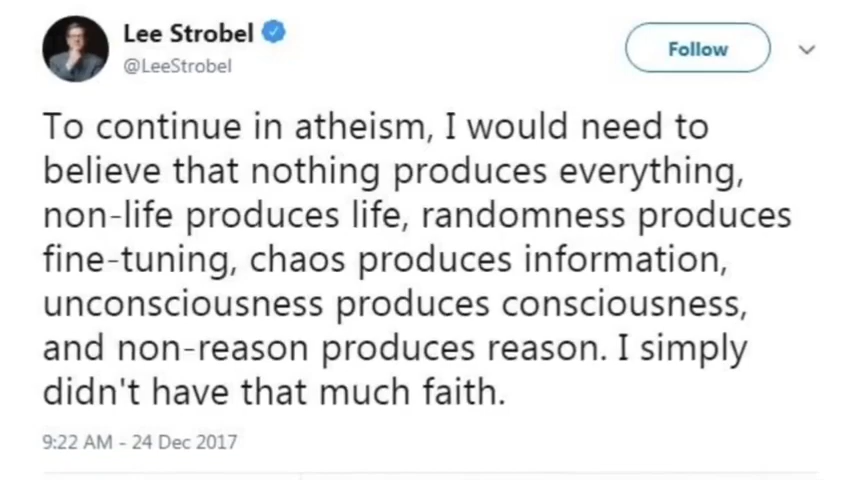 Lee Strobel
@LeeStrobel
Follow
To continue in atheism, I would need to
believe that nothing produces everything,
non-life produces life, randomness produces
fine-tuning, chaos produces information,
unconsciousness produces consciousness,
and non-reason produces reason. I simply
didn't have that much faith.
9:22 AM - 24 Dec 2017